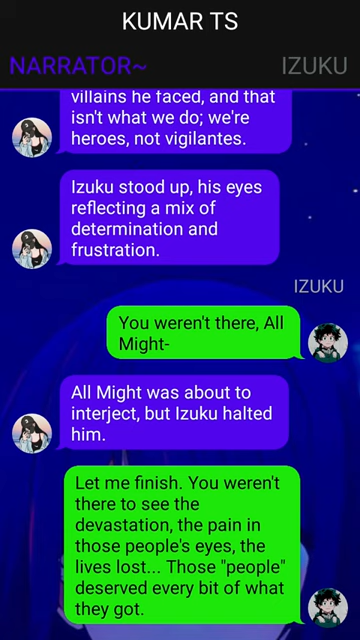 KUMAR TS
NARRATOR~ IZUKU
villains he faced, and that
isn't what we do; we're
heroes, not vigilantes.
Izuku stood up, his eyes
reflecting a mix of
determination and
frustration.
IZUKU
You weren't there, All
Might-
All Might was about to
interject, but Izuku halted
him.
Let me finish. You weren't
there to see the
devastation, the pain in
those people's eyes, the
lives lost... Those "people"
deserved every bit of what
they got.